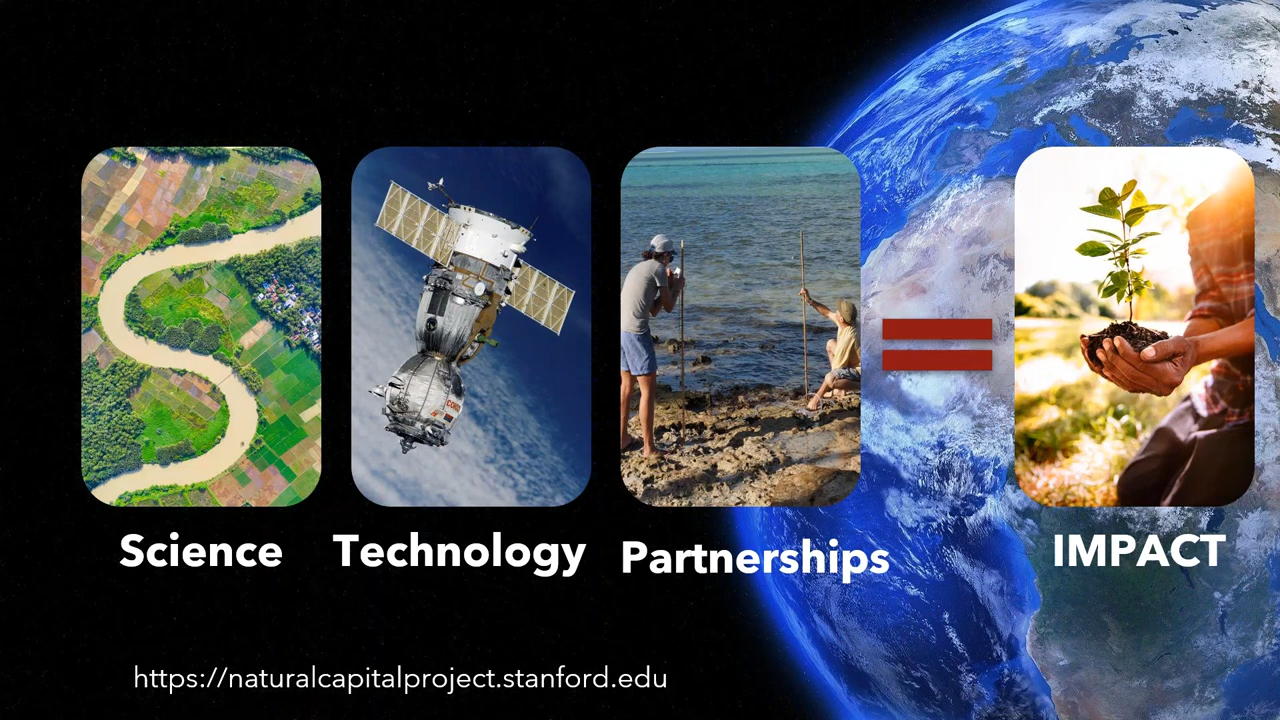 Science
Technology
Partnerships
IMPACT
https://naturalcapitalproject.stanford.edu